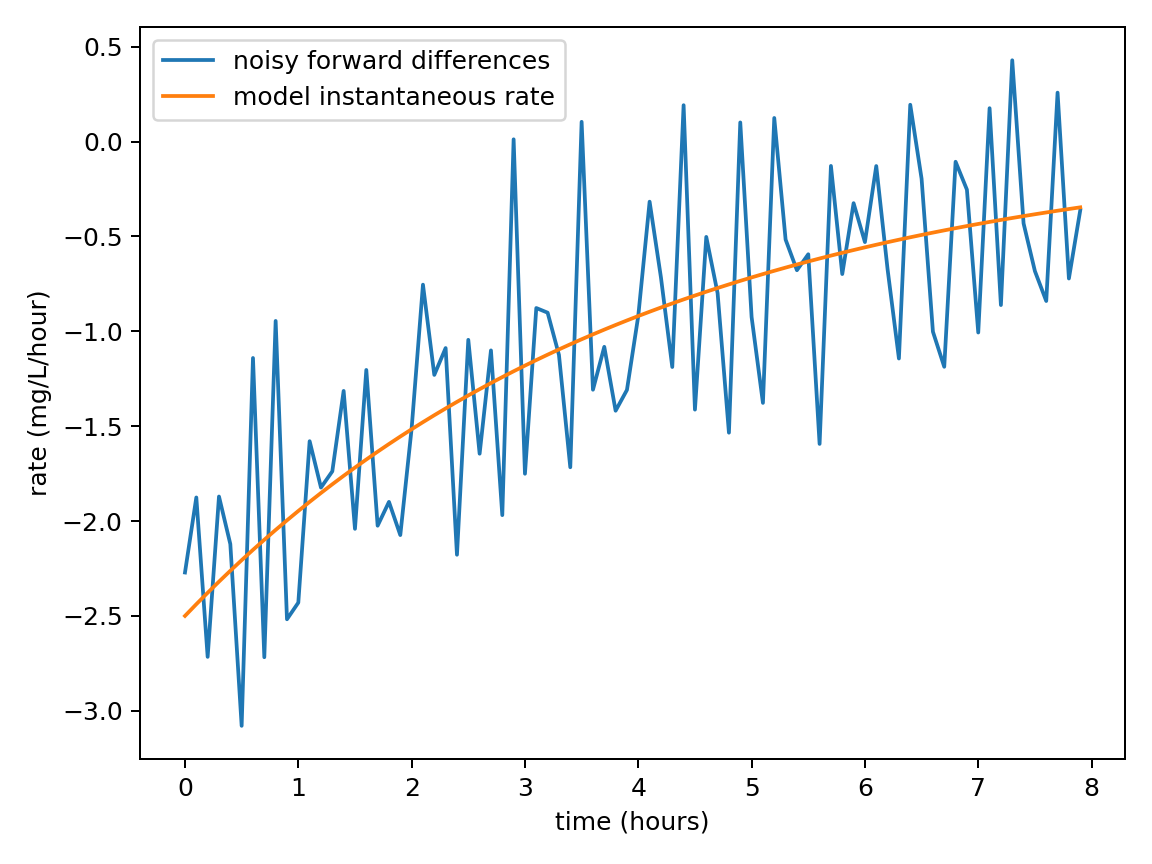 noisy forward differences
model instantaneous rate
0.5
0.0
−0.5
−1.0
−1.5
−2.0
−2.5
−3.0
rate (mg/L/hour)
0 1 2 3 4 5 6 7 8
time (hours)